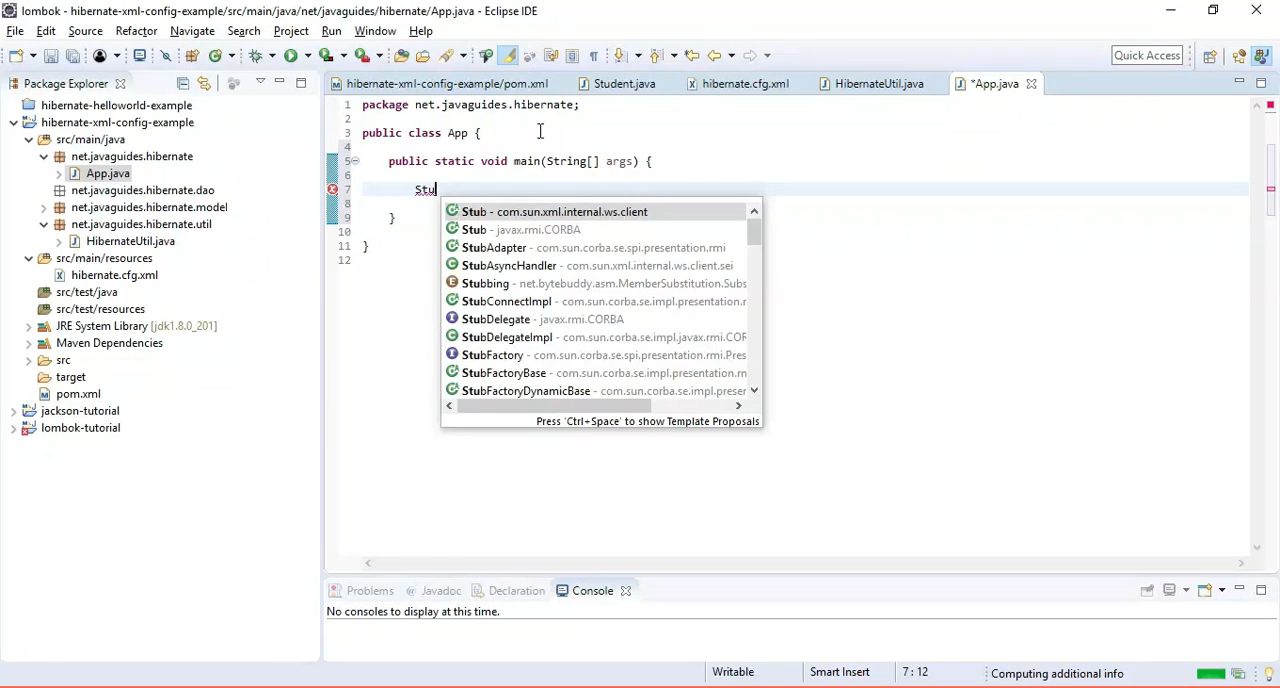 lombok - hibernate-xml-config-example/src/main/java/net/javaguides/hibernate/App.java - Eclipse IDE
File Edit Source Refactor Navigate Search Project Run Window Help
Quick Access
Package Explorer
hibernate-helloworld-example
hibernate-xml-config-example
src/main/java
net.javaguides.hibernate
App.java
net.javaguides.hibernate.dao
net.javaguides.hibernate.model
net.javaguides.hibernate.util
HibernateUtil.java
src/main/resources
hibernate.cfg.xml
src/test/java
src/test/resources
JRE System Library [jdk1.8.0_201]
Maven Dependencies
src
target
pom.xml
jackson-tutorial
lombok-tutorial
hibernate-xml-config-example/pom.xml Student.java hibernate.cfg.xml HibernateUtil.java *App.java
1 package net.javaguides.hibernate;
2
3 public class App {
4
5 public static void main(String[] args) {
6
7 Stu
8
9 }
10
11 }
12
Stub - com.sun.xml.internal.ws.client
Stub - javax.rmi.CORBA
StubAdapter - com.sun.corba.se.spi.presentation.rmi
StubAsyncHandler - com.sun.xml.internal.ws.client.sei
Stubbing - net.bytebuddy.asm.MemberSubstitution.Subs
StubConnectImpl - com.sun.corba.se.impl.presentation.r
StubDelegate - javax.rmi.CORBA
StubDelegateImpl - com.sun.corba.se.impl.javax.rmi.COR
StubFactory - com.sun.corba.se.spi.presentation.rmi.Pres
StubFactoryBase - com.sun.corba.se.impl.presentation.rm
StubFactoryDynamicBase - com.sun.corba.se.impl.preser
Press 'Ctrl+Space' to show Template Proposals
Problems @ Javadoc Declaration Console
No consoles to display at this time.
Writable Smart Insert 7 : 12 Computing additional info